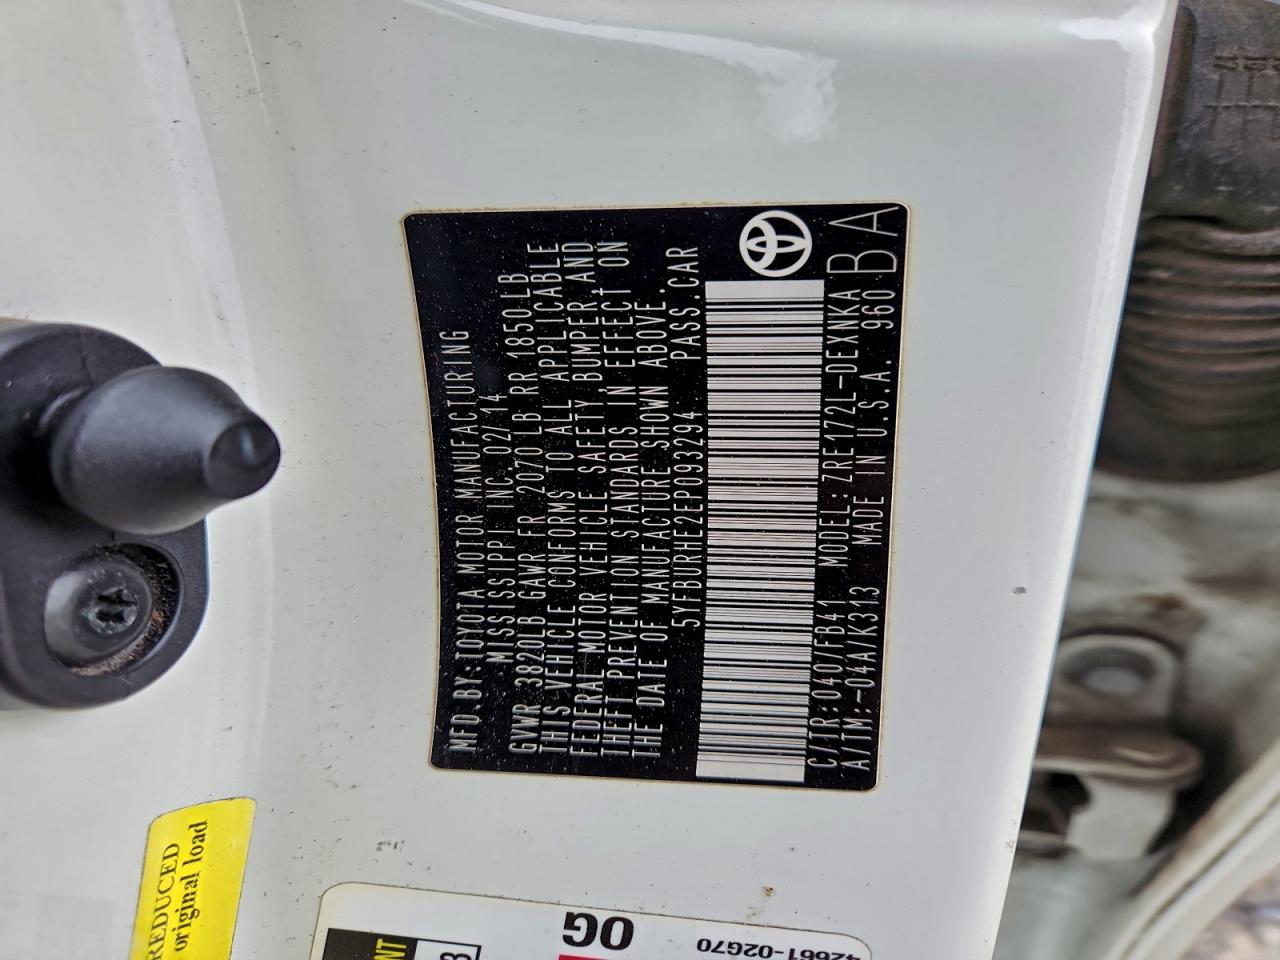 MFD.BY:TOYOTA MOTOR MANUFACTURING
MISSISSIPPI INC. 02/14
GVWR 3820LB GAWR FR 2070LB RR 1850LB
THIS VEHICLE CONFORMS TO ALL APPLICABLE
FEDERAL MOTOR VEHICLE SAFETY, BUMPER, AND
THEFT PREVENTION STANDARDS IN EFFECT ON
THE DATE OF MANUFACTURE SHOWN ABOVE.
5YFBURHE2EP093294 PASS.CAR
C/TR:040 /FB41 MODEL: ZRE172L-DEXNKA B
A/TM:-04A/K313 MADE IN U.S.A. 960 BA
REDUCED
original load
0G
42661-02G70